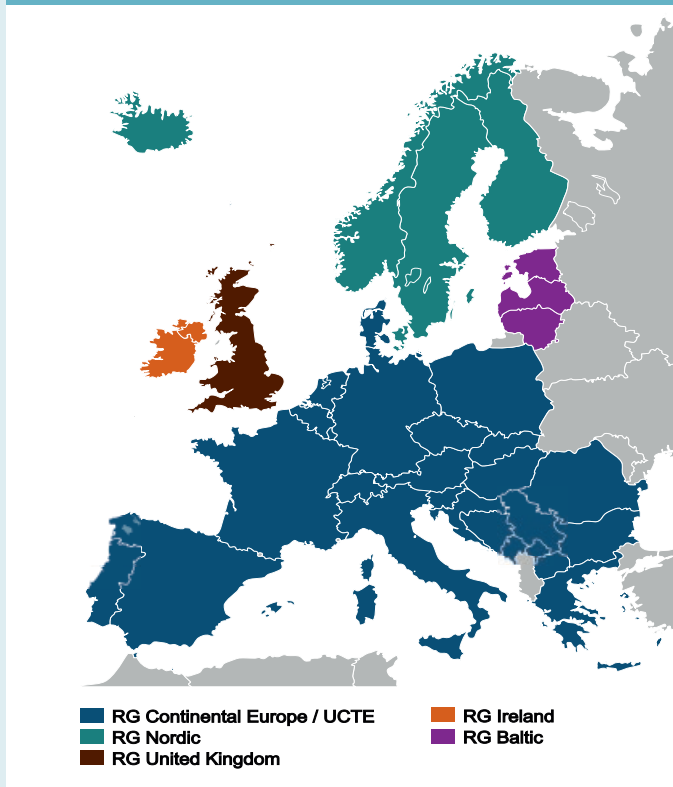 RG Continental Europe / UCTE
RG Nordic
RG United Kingdom
RG Ireland
RG Baltic